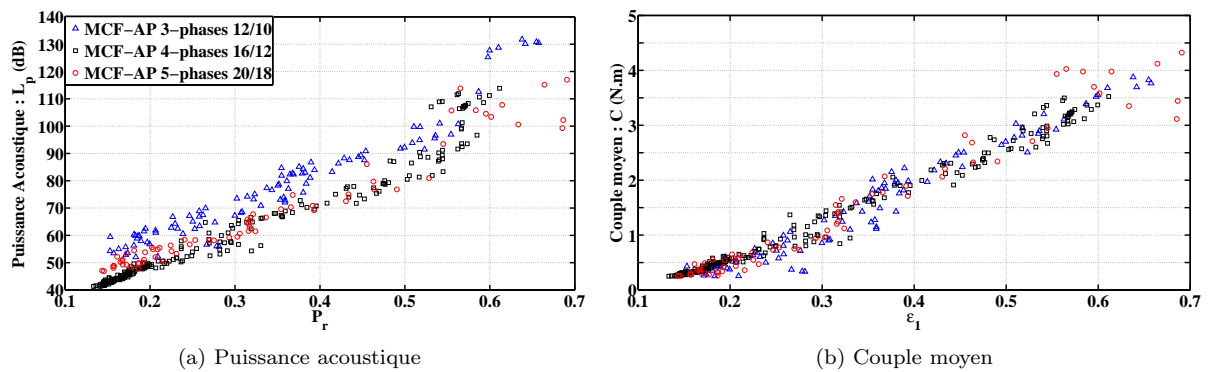 140
130
120
110
100
90
80
70
60
50
40
Puissance Acoustique : L_p (dB)
MCF−AP 3−phases 12/10
MCF−AP 4−phases 16/12
MCF−AP 5−phases 20/18
0.1 0.2 0.3 0.4 0.5 0.6 0.7
P_r
(a) Puissance acoustique
5
4
3
2
1
0
Couple moyen : C (N.m)
0.1 0.2 0.3 0.4 0.5 0.6 0.7
ε_1
(b) Couple moyen